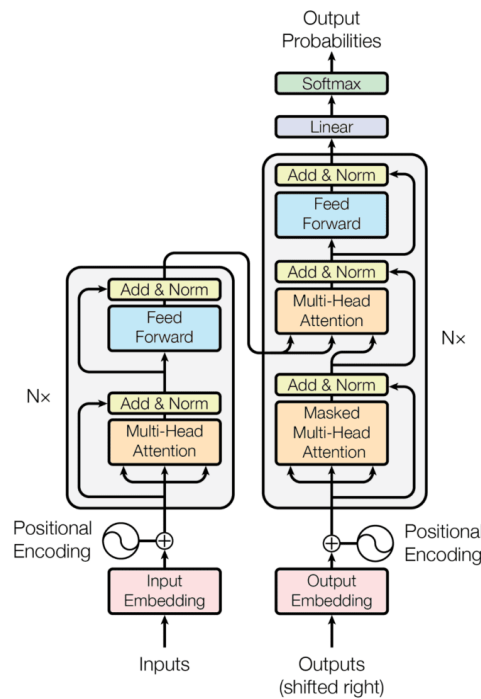 Output
Probabilities
Softmax
Linear
Add & Norm
Feed
Forward
Add & Norm
Multi-Head
Attention
Add & Norm
Masked
Multi-Head
Attention
Nx
Add & Norm
Feed
Forward
Add & Norm
Multi-Head
Attention
Nx
Positional
Encoding
Positional
Encoding
Input
Embedding
Output
Embedding
Inputs
Outputs
(shifted right)